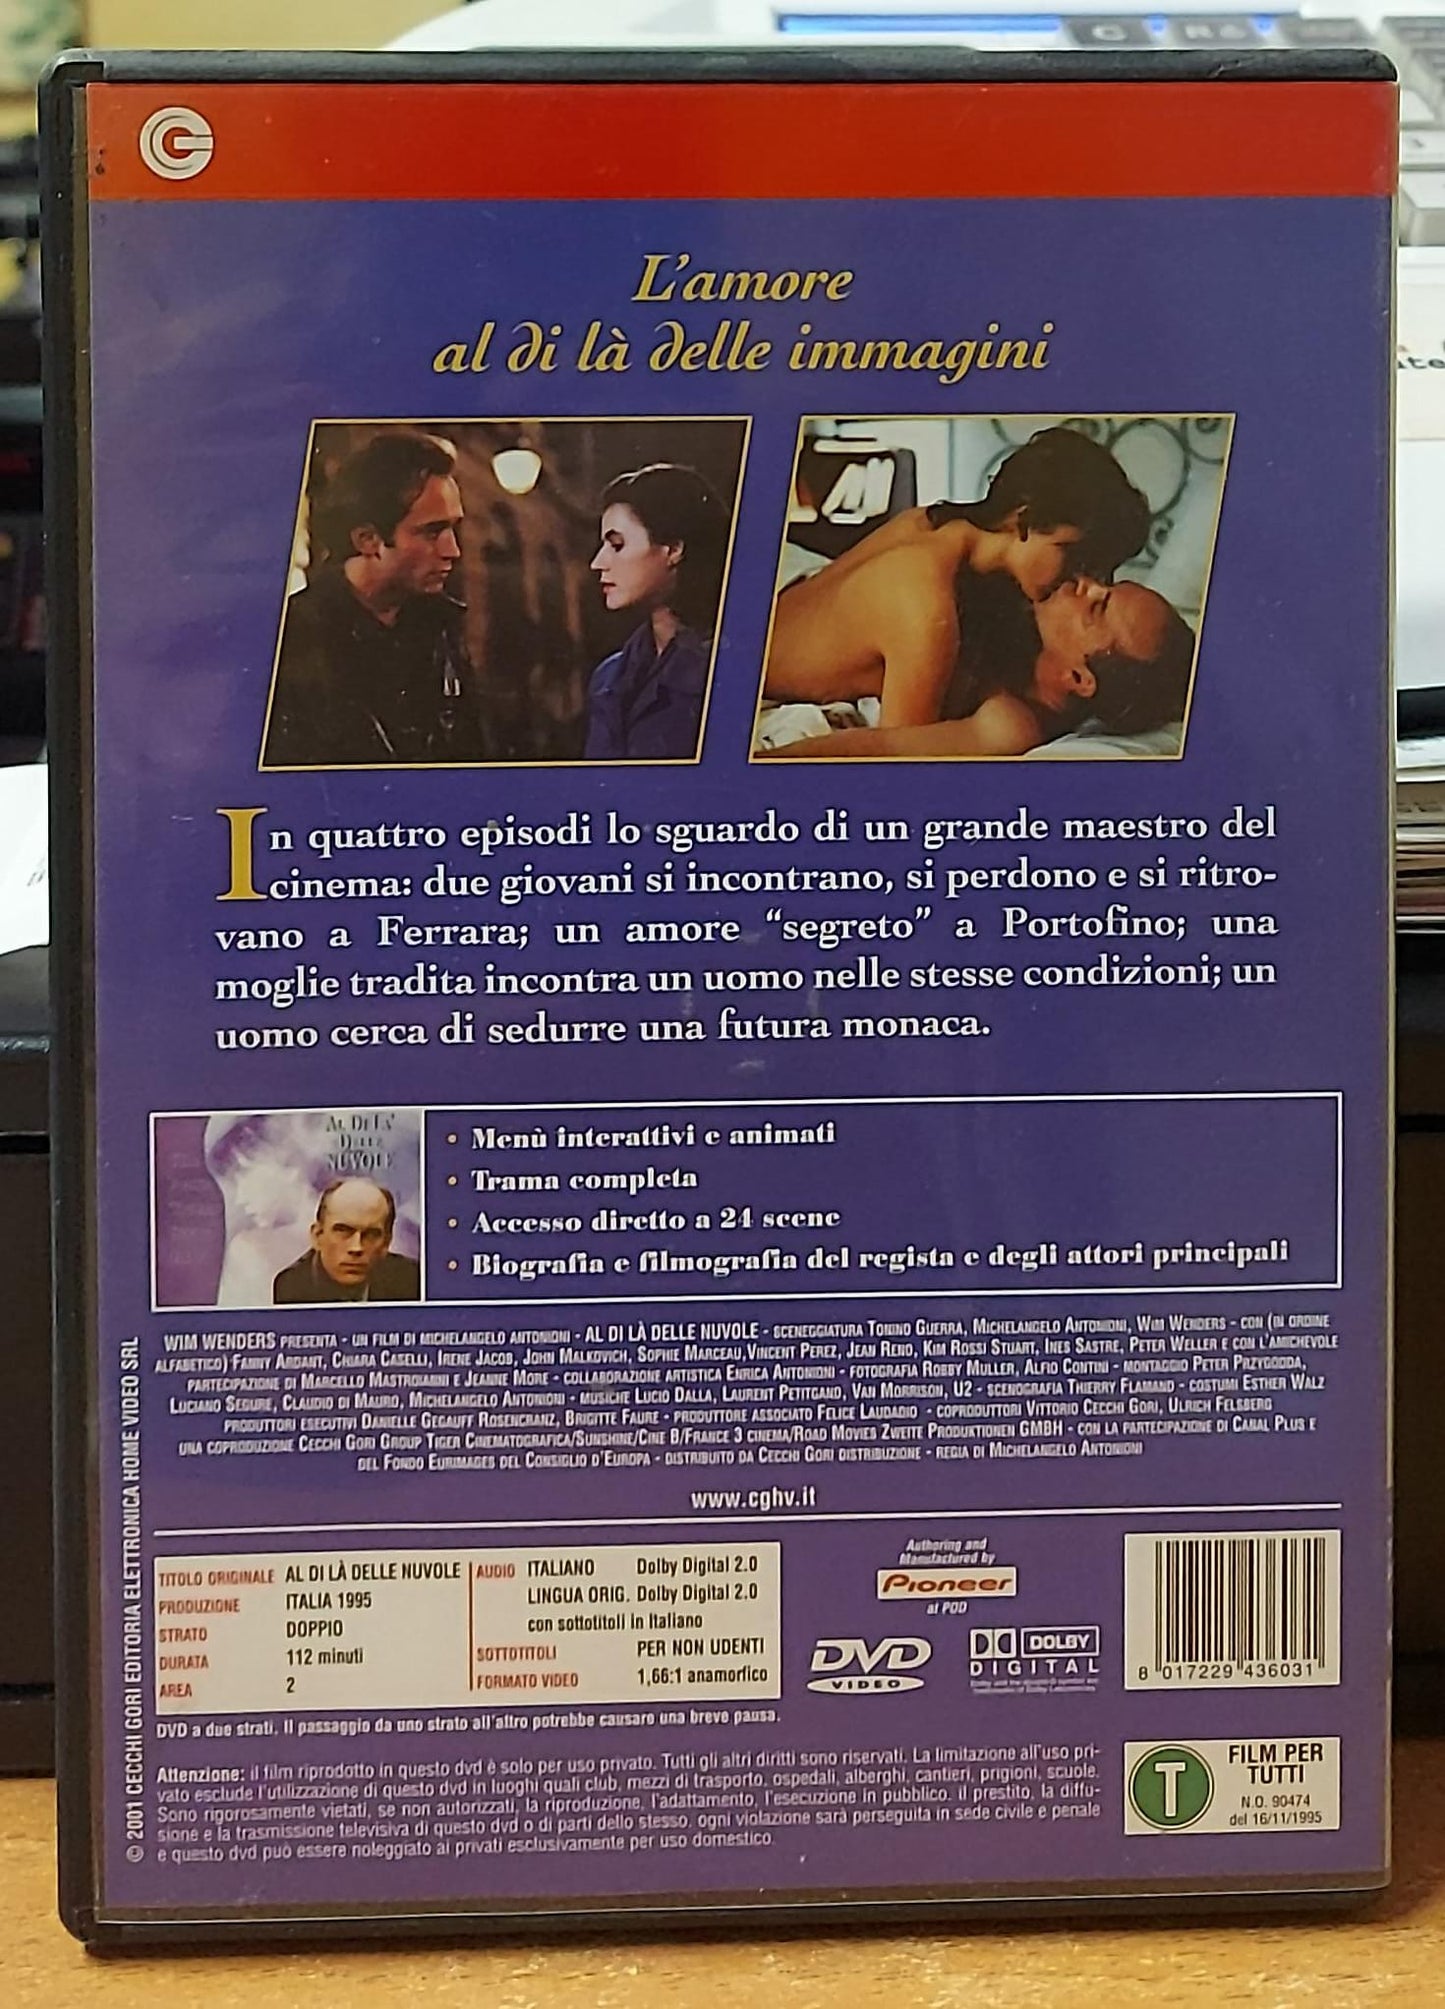 L'amore
al di là delle immagini
In quattro episodi lo sguardo di un grande maestro del
cinema: due giovani si incontrano, si perdono e si ritro-
vano a Ferrara; un amore “segreto” a Portofino; una
moglie tradita incontra un uomo nelle stesse condizioni; un
uomo cerca di sedurre una futura monaca.
AL DI LA'
DELLE
NUVOLE
• Menù interattivi e animati
• Trama completa
• Accesso diretto a 24 scene
• Biografia e filmografia del regista e degli attori principali
WIM WENDERS PRESENTA - UN FILM DI MICHELANGELO ANTONIONI - AL DI LÀ DELLE NUVOLE - SCENEGGIATURA TONINO GUERRA, MICHELANGELO ANTONIONI, WIM WENDERS - CON (IN ORDINE
ALFABETICO) FANNY ARDANT, CHIARA CASELLI, IRENE JACOB, JOHN MALKOVICH, SOPHIE MARCEAU, VINCENT PEREZ, JEAN RENO, KIM ROSSI STUART, INES SASTRE, PETER WELLER E CON L'AMICHEVOLE
PARTECIPAZIONE DI MARCELLO MASTROIANNI E JEANNE MORE - COLLABORAZIONE ARTISTICA ENRICA ANTONIONI - FOTOGRAFIA ROBBY MULLER, ALFIO CONTINI - MONTAGGIO PETER PRZYGODDA,
LUCIANO SEGURE, CLAUDIO DI MAURO, MICHELANGELO ANTONIONI - MUSICHE LUCIO DALLA, LAURENT PETITGAND, VAN MORRISON, U2 - SCENOGRAFIA THIERRY FLAMAND - COSTUMI ESTHER WALZ
PRODUTTORI ESECUTIVI DANIELLE GEGAUFF ROSENCRANZ, BRIGITTE FAURE - PRODUTTORE ASSOCIATO FELICE LAUDADIO - COPRODUTTORI VITTORIO CECCHI GORI, ULRICH FELSBERG
UNA COPRODUZIONE CECCHI GORI GROUP TIGER CINEMATOGRAFICA/SUNSHINE/CINE B/FRANCE 3 CINEMA/ROAD MOVIES ZWEITE PRODUKTIONEN GMBH - CON LA PARTECIPAZIONE DI CANAL PLUS E
DEL FONDO EURIMAGES DEL CONSIGLIO D'EUROPA - DISTRIBUITO DA CECCHI GORI DISTRIBUZIONE - REGIA DI MICHELANGELO ANTONIONI
www.cghv.it
© 2001 CECCHI GORI EDITORIA ELETTRONICA HOME VIDEO SRL
TITOLO ORIGINALE AL DI LÀ DELLE NUVOLE
PRODUZIONE ITALIA 1995
STRATO DOPPIO
DURATA 112 minuti
AREA 2
AUDIO ITALIANO Dolby Digital 2.0
LINGUA ORIG. Dolby Digital 2.0
con sottotitoli in Italiano
SOTTOTITOLI PER NON UDENTI
FORMATO VIDEO 1,66:1 anamorfico
DVD a due strati. Il passaggio da uno strato all'altro potrebbe causare una breve pausa.
Authoring and
Manufactured by
Pioneer
at PDD
DVD
VIDEO
DOLBY
DIGITAL
8 017229 436031
Attenzione: il film riprodotto in questo dvd è solo per uso privato. Tutti gli altri diritti sono riservati. La limitazione all'uso pri-
vato esclude l'utilizzazione di questo dvd in luoghi quali club, mezzi di trasporto, ospedali, alberghi, cantieri, prigioni, scuole.
Sono rigorosamente vietati, se non autorizzati, la riproduzione, l'adattamento, l'esecuzione in pubblico, il prestito, la diffu-
sione e la trasmissione televisiva di questo dvd o di parti dello stesso. ogni violazione sarà perseguita in sede civile e penale
e questo dvd può essere noleggiato ai privati esclusivamente per uso domestico.
T
FILM PER
TUTTI
N.O. 90474
del 16/11/1995